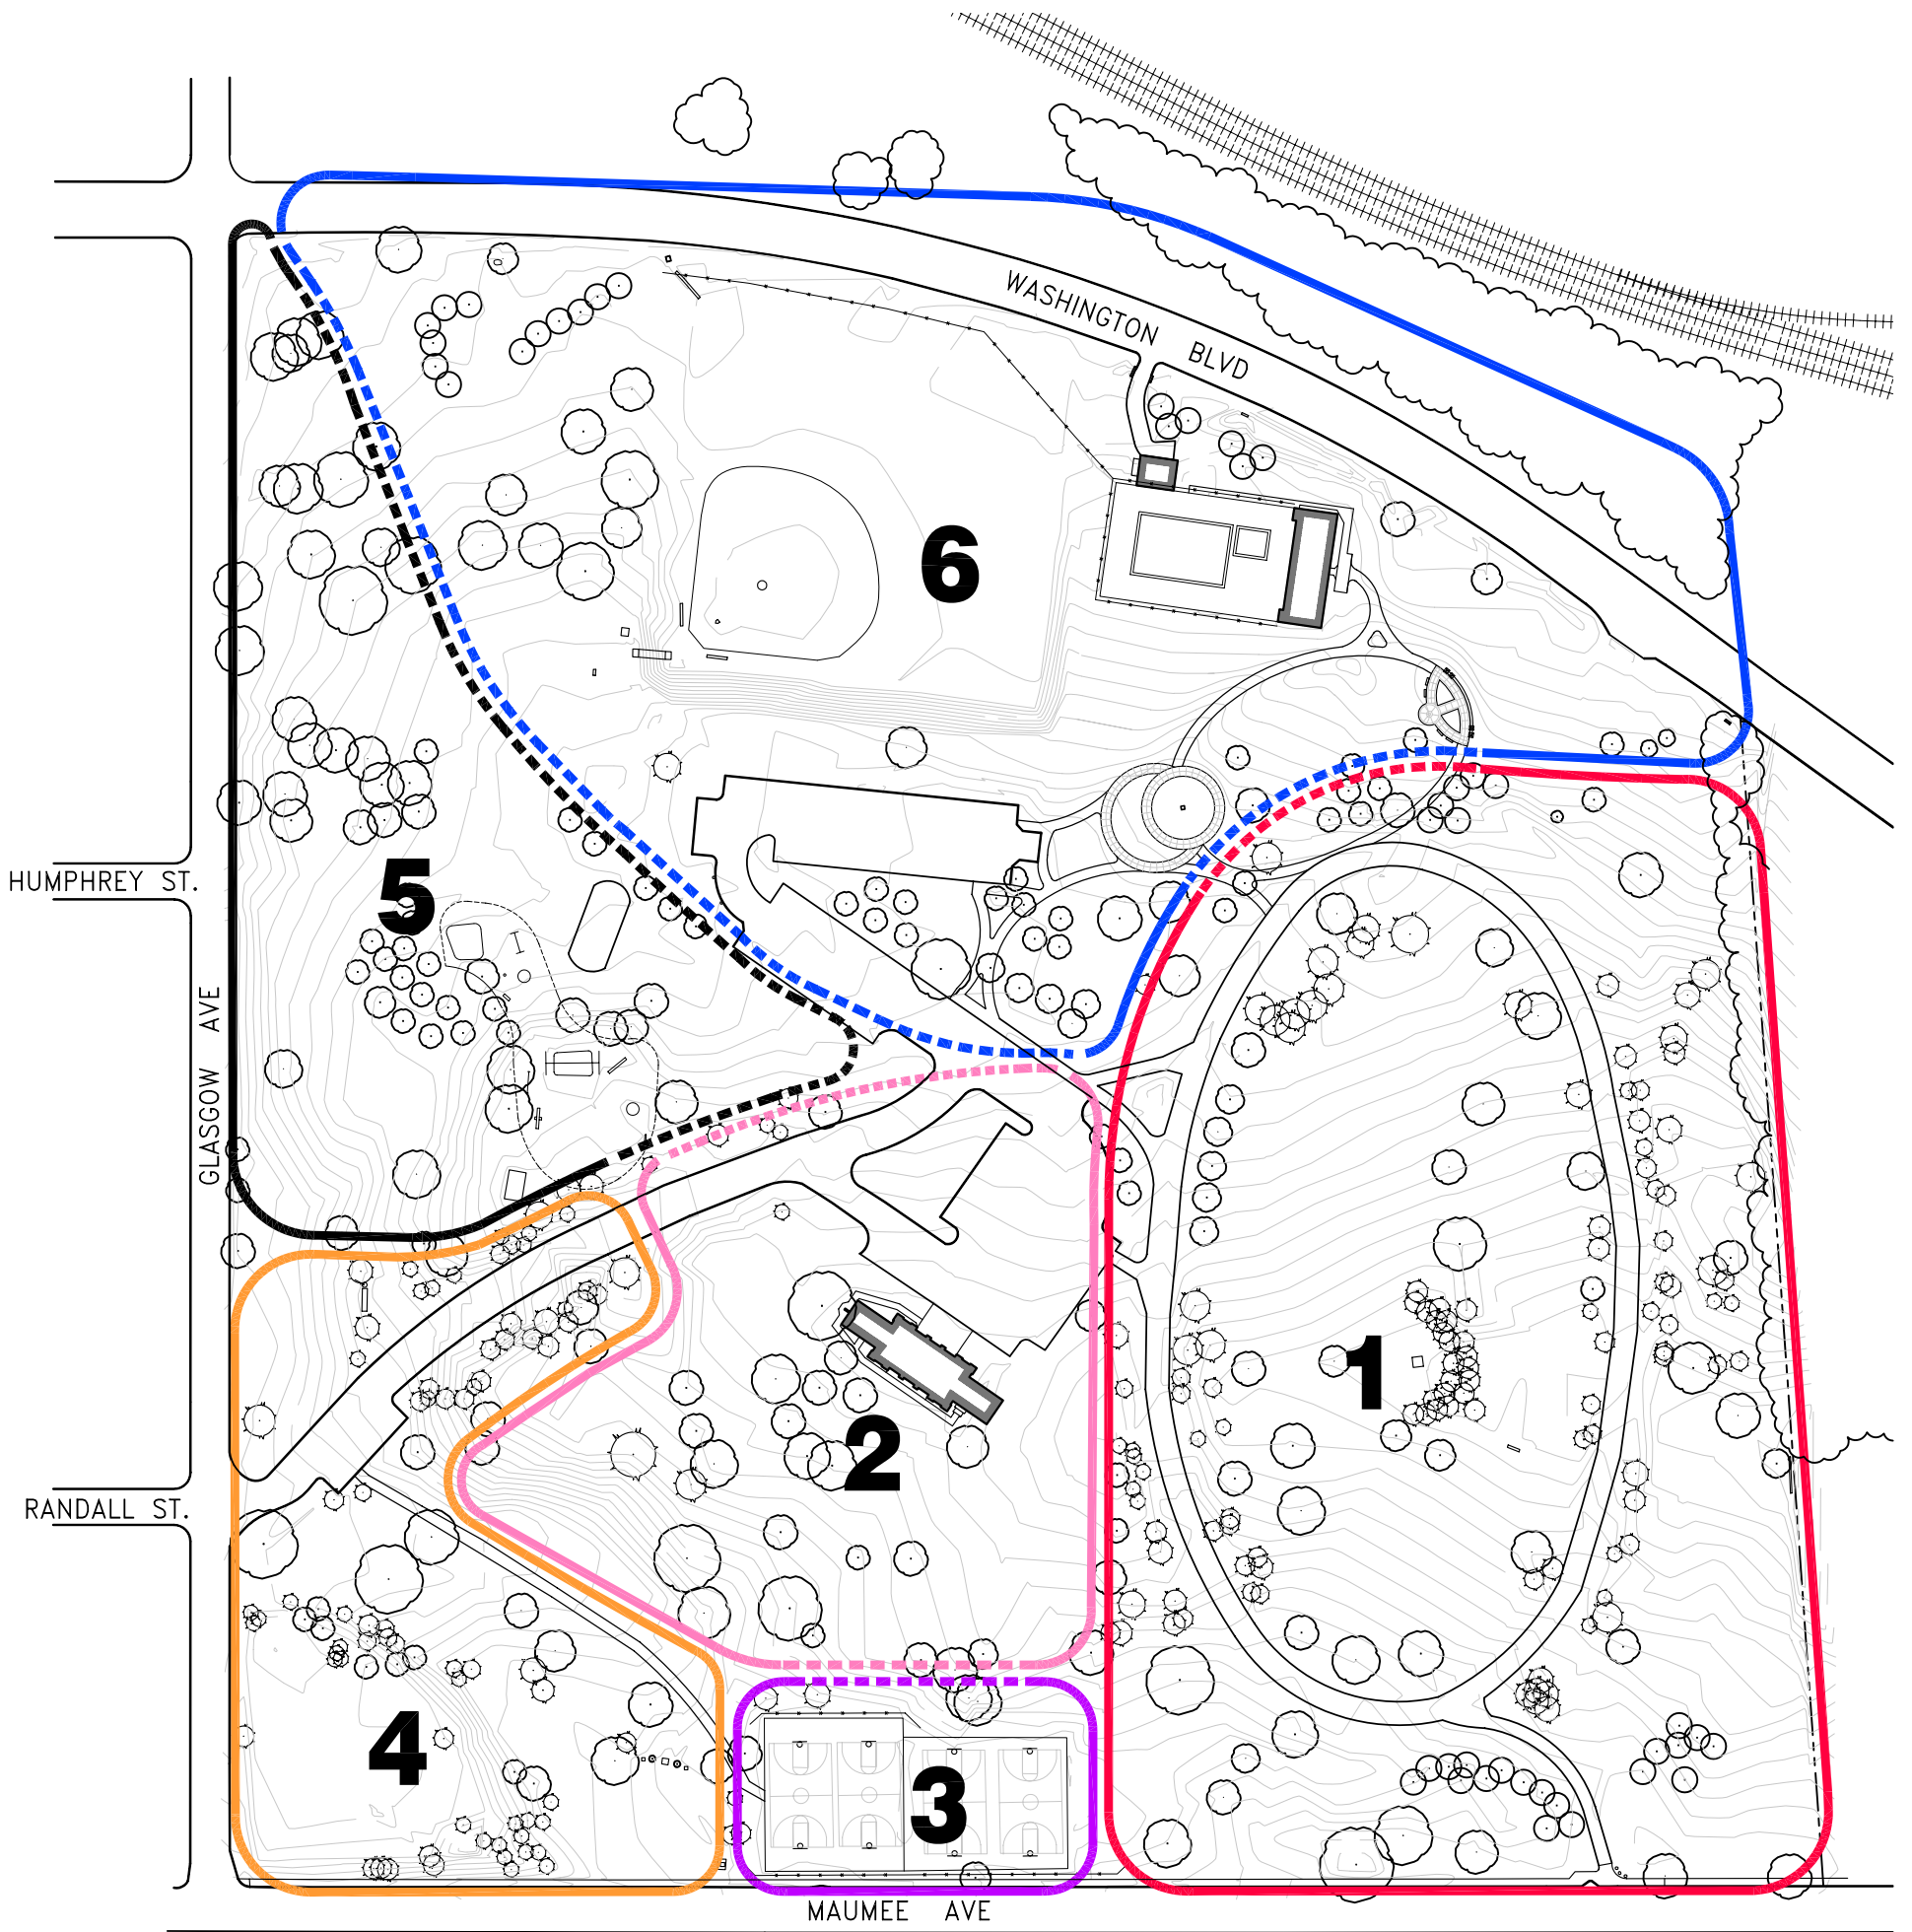 WASHINGTON BLVD
6
5
HUMPHREY ST.
GLASGOW AVE
1
2
RANDALL ST.
4
3
MAUMEE AVE